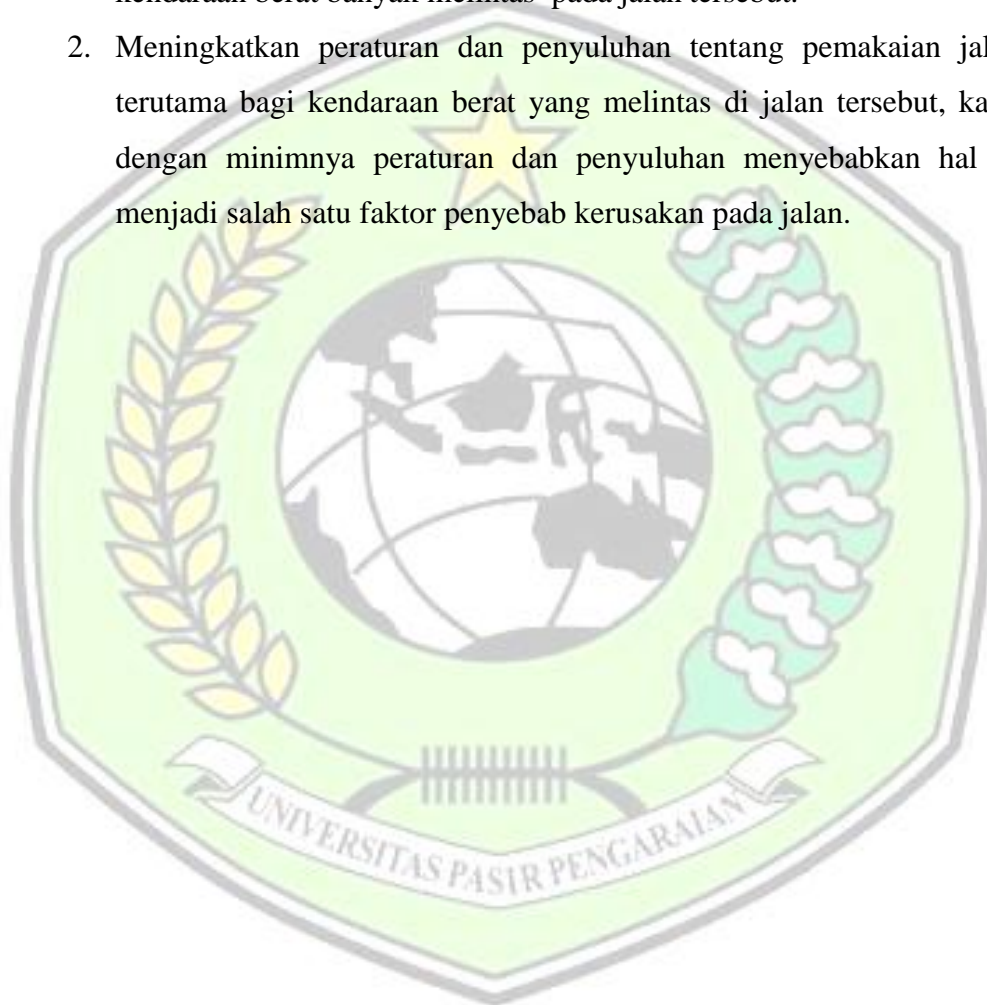 kendaraan berat banyak melintas pada jalan tersebut.
2. Meningkatkan peraturan dan penyuluhan tentang pemakaian jal
terutama bagi kendaraan berat yang melintas di jalan tersebut, ka
dengan minimnya peraturan dan penyuluhan menyebabkan hal
menjadi salah satu faktor penyebab kerusakan pada jalan.
UNIVERSITAS PASIR PENGARAIAN